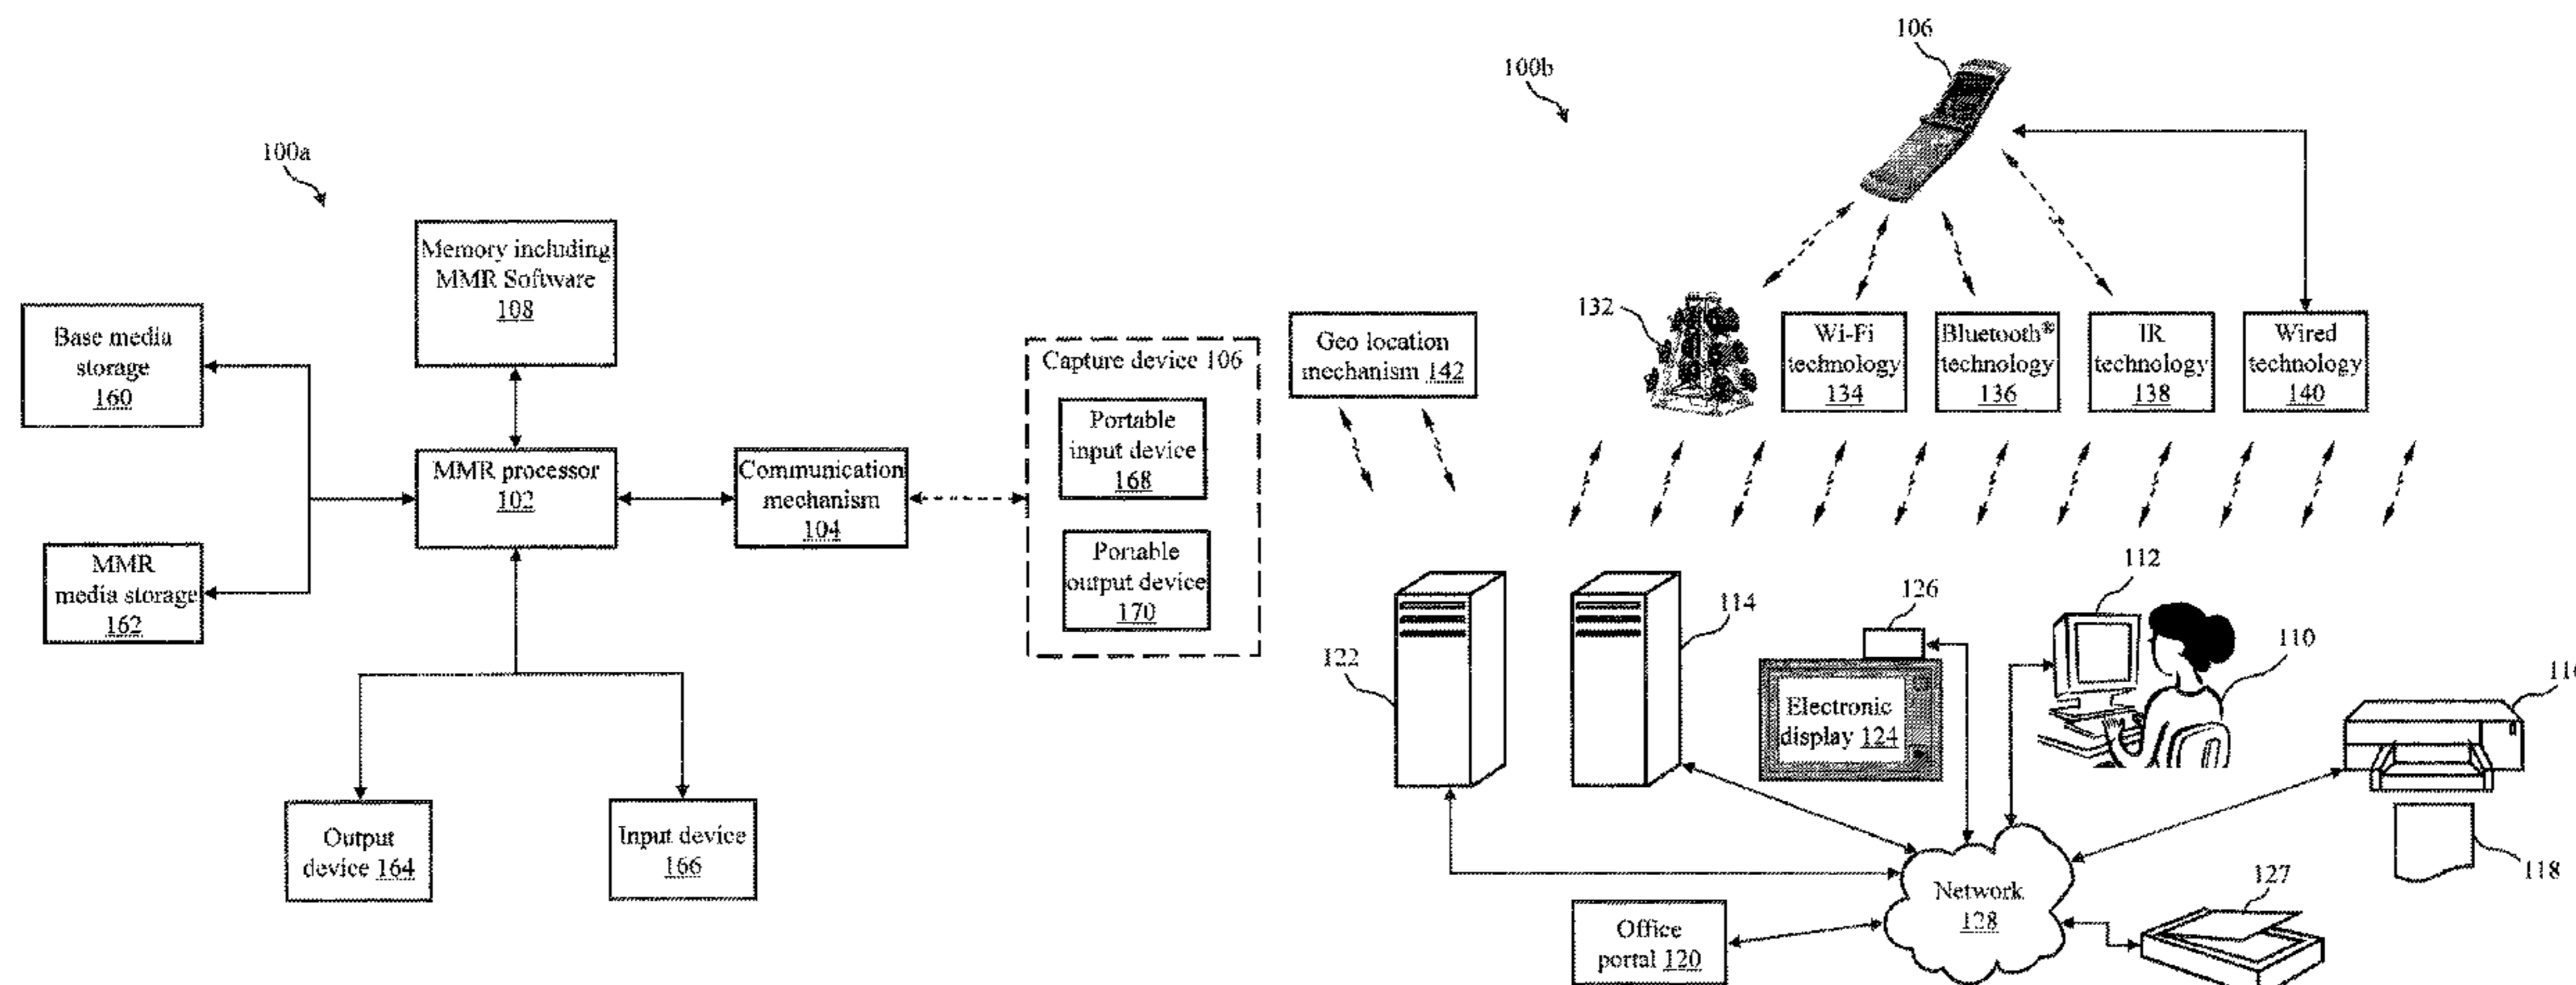 100a
Memory including
MMR Software
108
Base media
storage
160
MMR processor
102
Communication
mechanism
104
MMR
media storage
162
Output
device 164
Input device
166
Capture device 106
Portable
input device
168
Portable
output device
170
100b
106
Geo location
mechanism 142
132
Wi-Fi
technology
134
Bluetooth®
technology
136
IR
technology
138
Wired
technology
140
122
114
126
Electronic
display 124
112
110
118
127
Network
128
Office
portal 120